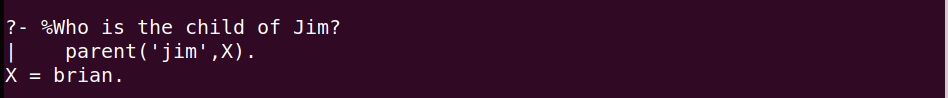 ?- %Who is the child of Jim?
|    parent('jim',X).
X = brian.